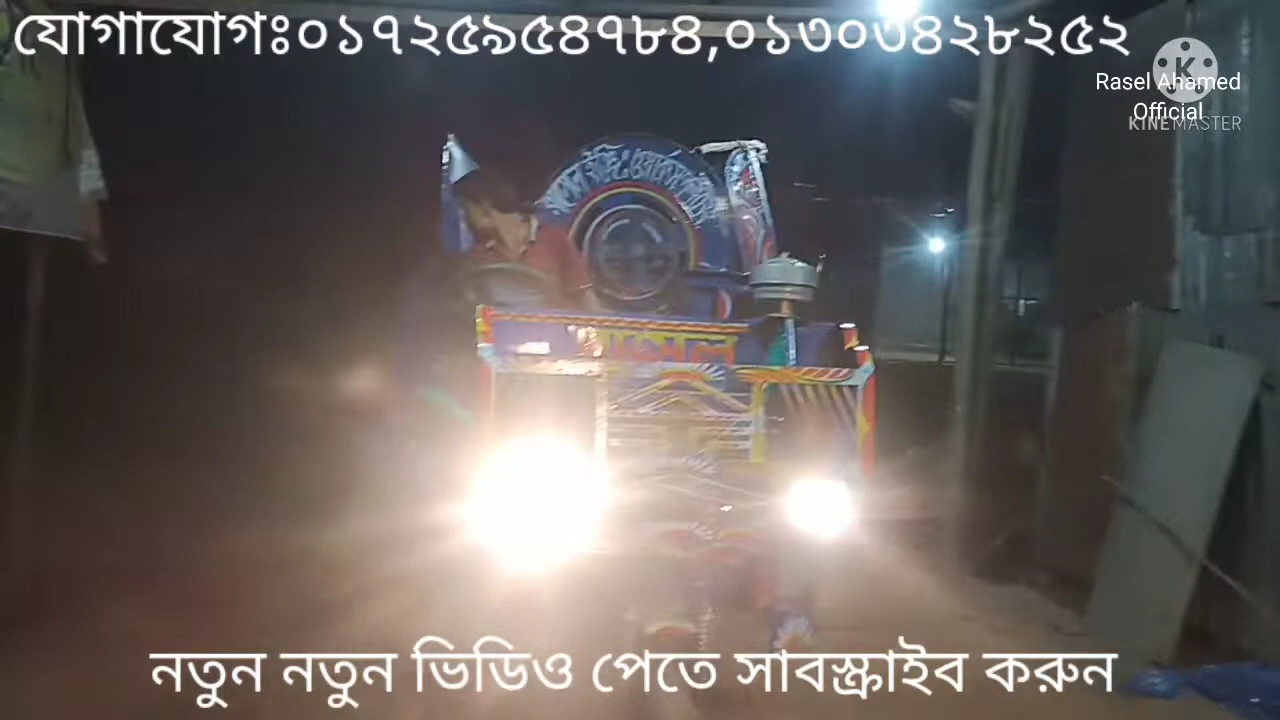 যোগাযোগঃ০১৭২৫৯৫৪৭৮৪,০১৩০৩৪২৮২৫২
K
Rasel Ahamed
Official
KINEMASTER
রাসেল
নতুন নতুন ভিডিও পেতে সাবস্ক্রাইব করুন